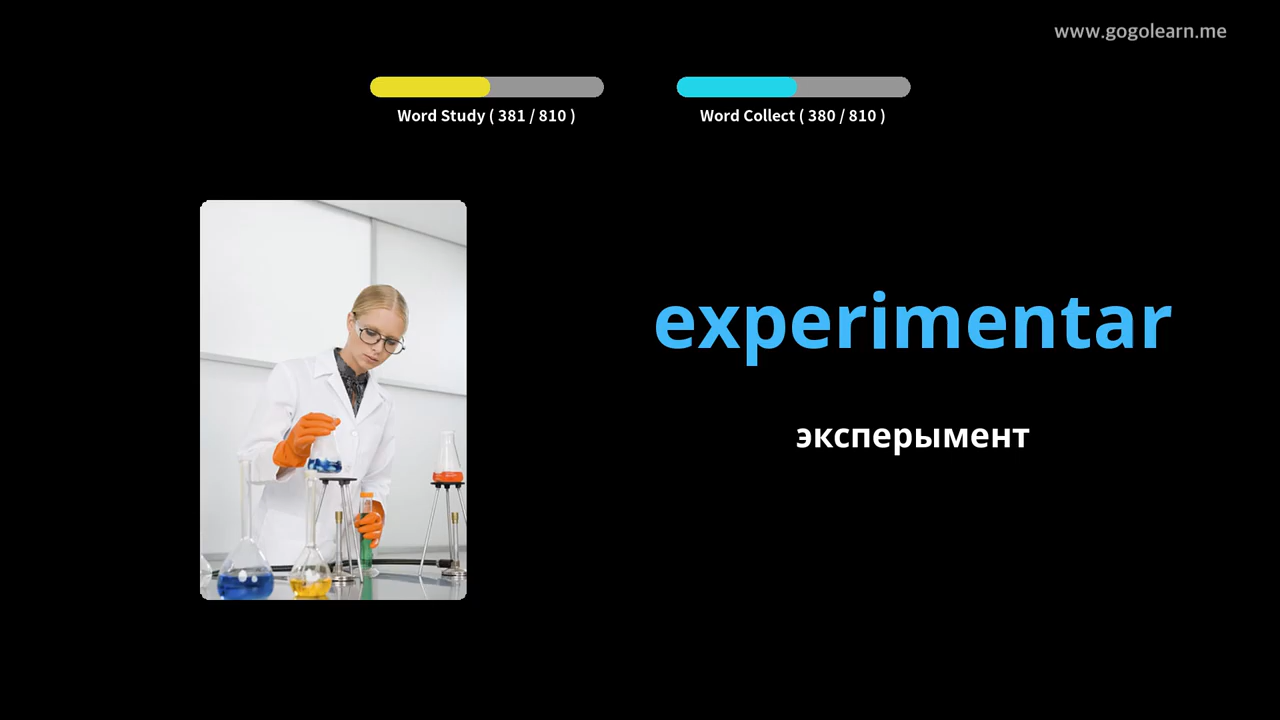 www.gogolearn.me
Word Study ( 381 / 810 )
Word Collect ( 380 / 810 )
experimentar
эксперымент